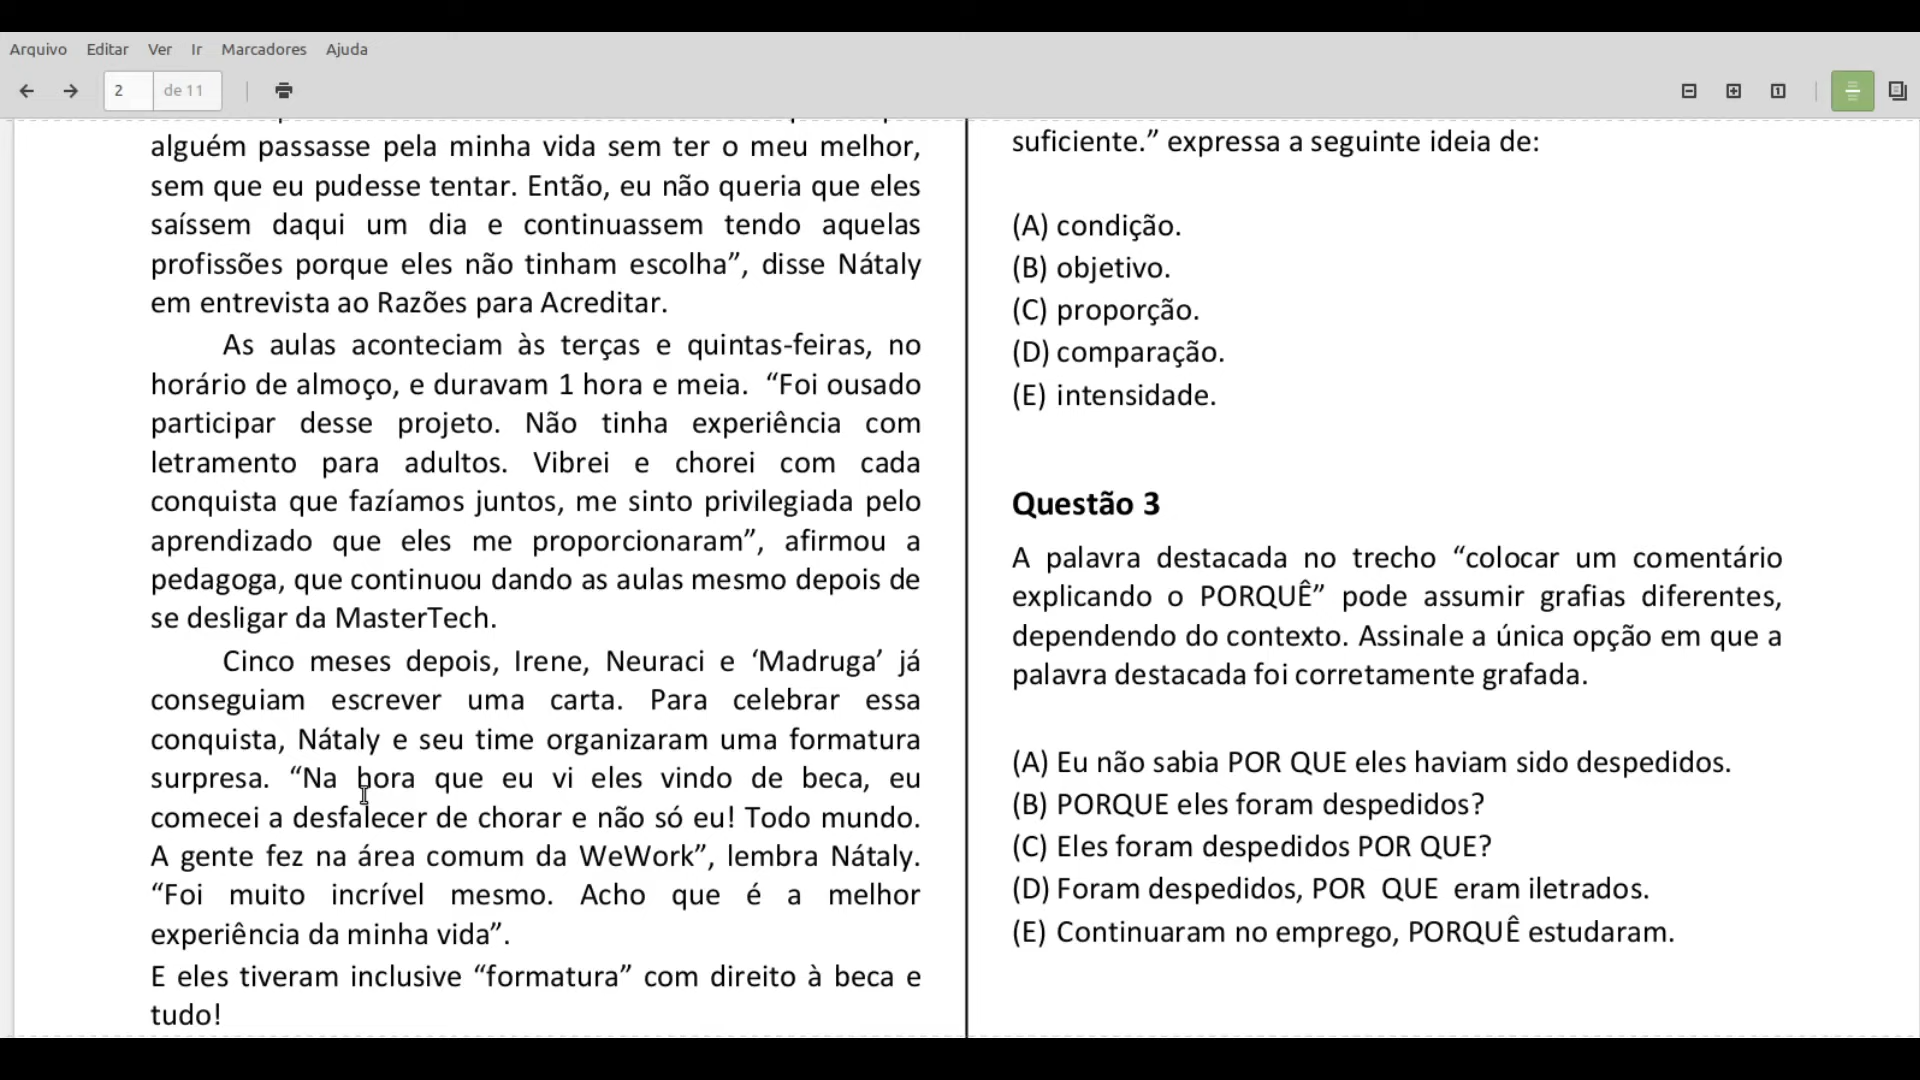 Arquivo Editar Ver Ir Marcadores Ajuda
2 de 11
1
alguém passasse pela minha vida sem ter o meu melhor,
sem que eu pudesse tentar. Então, eu não queria que eles
saíssem daqui um dia e continuassem tendo aquelas
profissões porque eles não tinham escolha”, disse Nátaly
em entrevista ao Razões para Acreditar.
As aulas aconteciam às terças e quintas-feiras, no
horário de almoço, e duravam 1 hora e meia. “Foi ousado
participar desse projeto. Não tinha experiência com
letramento para adultos. Vibrei e chorei com cada
conquista que fazíamos juntos, me sinto privilegiada pelo
aprendizado que eles me proporcionaram”, afirmou a
pedagoga, que continuou dando as aulas mesmo depois de
se desligar da MasterTech.
Cinco meses depois, Irene, Neuraci e ‘Madruga’ já
conseguiam escrever uma carta. Para celebrar essa
conquista, Nátaly e seu time organizaram uma formatura
surpresa. “Na hora que eu vi eles vindo de beca, eu
comecei a desfalecer de chorar e não só eu! Todo mundo.
A gente fez na área comum da WeWork”, lembra Nátaly.
“Foi muito incrível mesmo. Acho que é a melhor
experiência da minha vida”.
E eles tiveram inclusive “formatura” com direito à beca e
tudo!
suficiente.” expressa a seguinte ideia de:
(A) condição.
(B) objetivo.
(C) proporção.
(D) comparação.
(E) intensidade.
Questão 3
A palavra destacada no trecho “colocar um comentário
explicando o PORQUÊ” pode assumir grafias diferentes,
dependendo do contexto. Assinale a única opção em que a
palavra destacada foi corretamente grafada.
(A) Eu não sabia POR QUE eles haviam sido despedidos.
(B) PORQUE eles foram despedidos?
(C) Eles foram despedidos POR QUE?
(D) Foram despedidos, POR QUE eram iletrados.
(E) Continuaram no emprego, PORQUÊ estudaram.